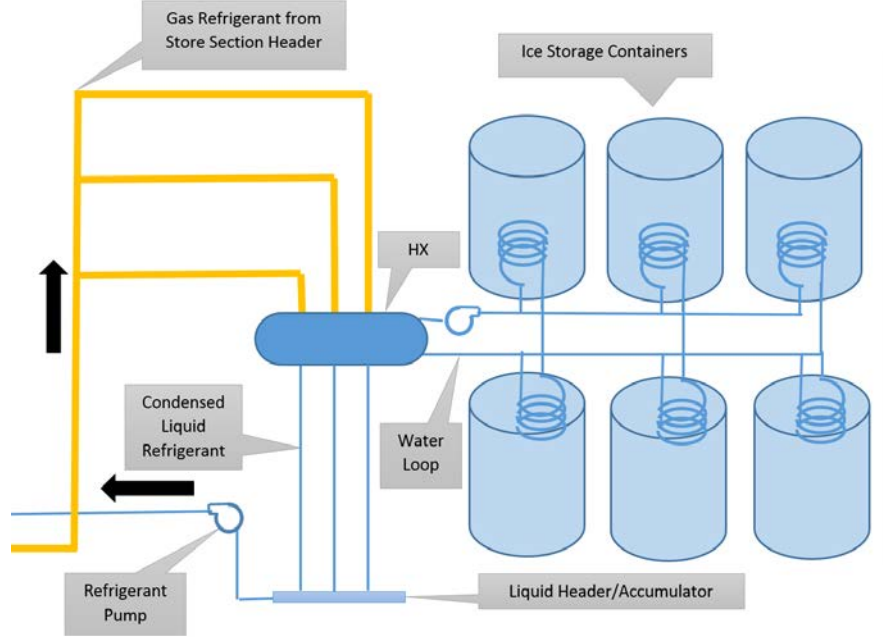 Gas Refrigerant from
Store Section Header
Ice Storage Containers
HX
Condensed
Liquid
Refrigerant
Water
Loop
Refrigerant
Pump
Liquid Header/Accumulator